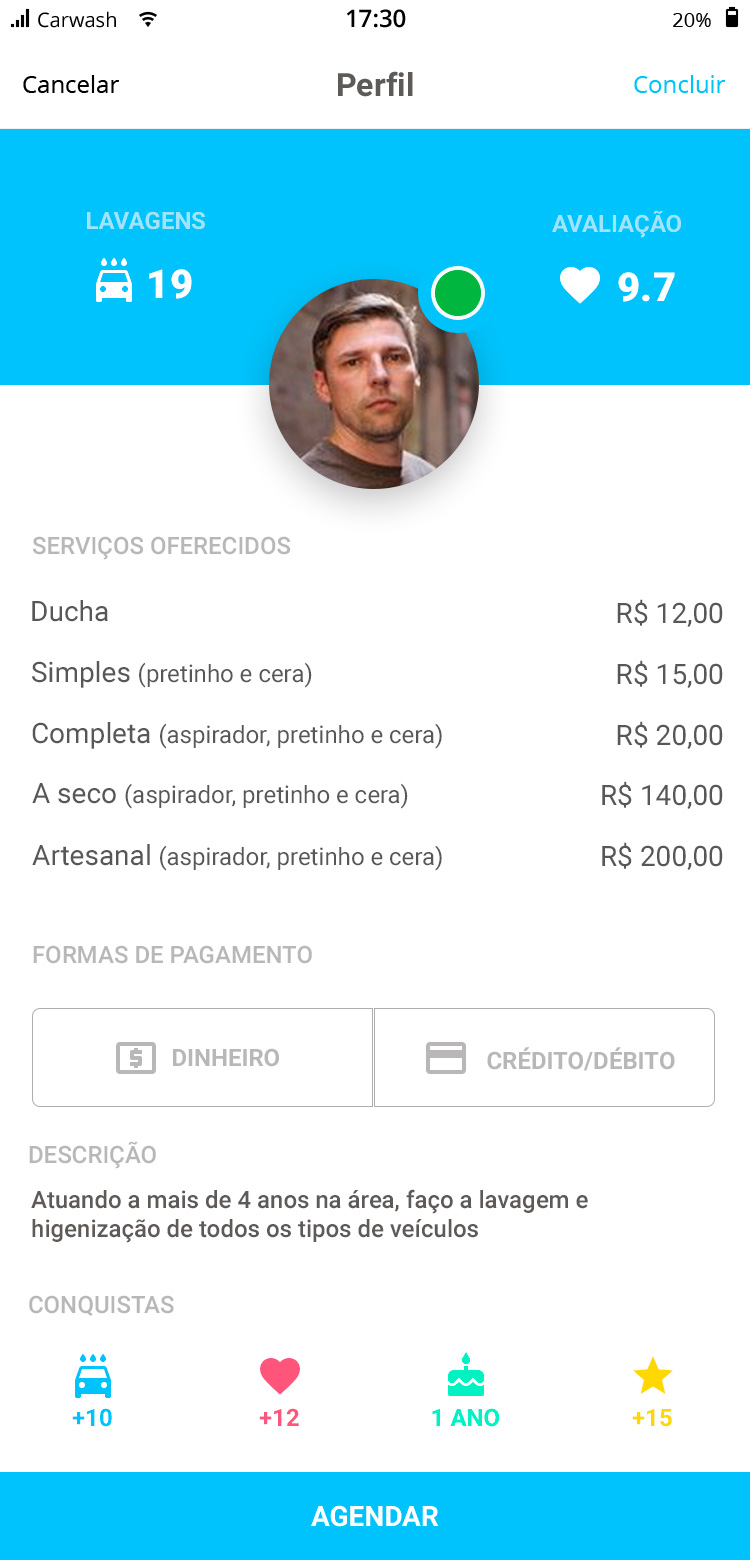 Carwash 17:30 20%
Cancelar Perfil Concluir
LAVAGENS AVALIAÇÃO
19 9.7
SERVIÇOS OFERECIDOS
Ducha R$ 12,00
Simples (pretinho e cera) R$ 15,00
Completa (aspirador, pretinho e cera) R$ 20,00
A seco (aspirador, pretinho e cera) R$ 140,00
Artesanal (aspirador, pretinho e cera) R$ 200,00
FORMAS DE PAGAMENTO
DINHEIRO CRÉDITO/DÉBITO
DESCRIÇÃO
Atuando a mais de 4 anos na área, faço a lavagem e
higenização de todos os tipos de veículos
CONQUISTAS
+10 +12 1 ANO +15
AGENDAR